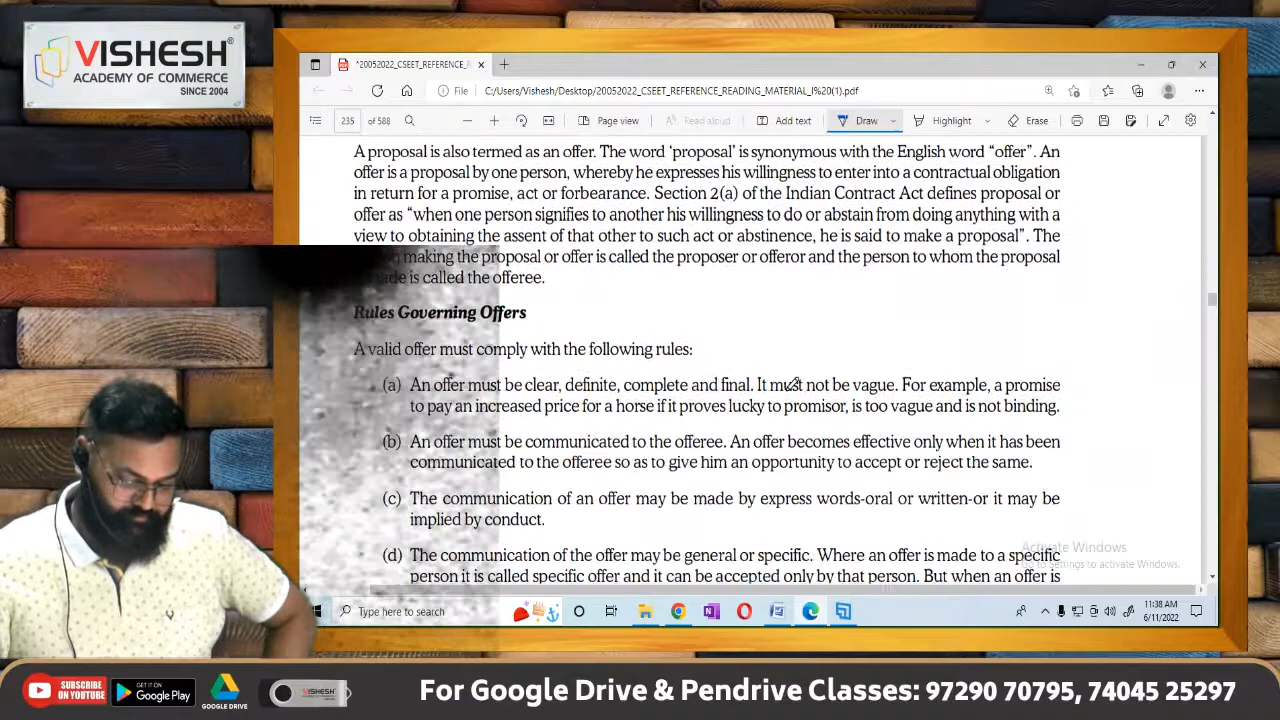 VISHESH®
ACADEMY OF COMMERCE
SINCE 2004
*20052022_CSEET_REFERENCE_R
File C:/Users/Vishesh/Desktop/20052022_CSEET_REFERENCE_READING_MATERIAL_I%20(1).pdf
235 of 588 Page view Read aloud Add text Draw Highlight Erase
A proposal is also termed as an offer. The word ‘proposal’ is synonymous with the English word “offer”. An
offer is a proposal by one person, whereby he expresses his willingness to enter into a contractual obligation
in return for a promise, act or forbearance. Section 2(a) of the Indian Contract Act defines proposal or
offer as “when one person signifies to another his willingness to do or abstain from doing anything with a
view to obtaining the assent of that other to such act or abstinence, he is said to make a proposal”. The
making the proposal or offer is called the proposer or offeror and the person to whom the proposal
is called the offeree.
Rules Governing Offers
A valid offer must comply with the following rules:
(a) An offer must be clear, definite, complete and final. It must not be vague. For example, a promise
to pay an increased price for a horse if it proves lucky to promisor, is too vague and is not binding.
(b) An offer must be communicated to the offeree. An offer becomes effective only when it has been
communicated to the offeree so as to give him an opportunity to accept or reject the same.
(c) The communication of an offer may be made by express words-oral or written-or it may be
implied by conduct.
(d) The communication of the offer may be general or specific. Where an offer is made to a specific
person it is called specific offer and it can be accepted only by that person. But when an offer is
Activate Windows
Go to Settings to activate Windows.
Type here to search
11:38 AM
6/11/2022
SUBSCRIBE
ON YOUTUBE
GET IT ON
Google Play
GOOGLE DRIVE
VISHESH
For Google Drive & Pendrive Classes: 97290 70795, 74045 25297